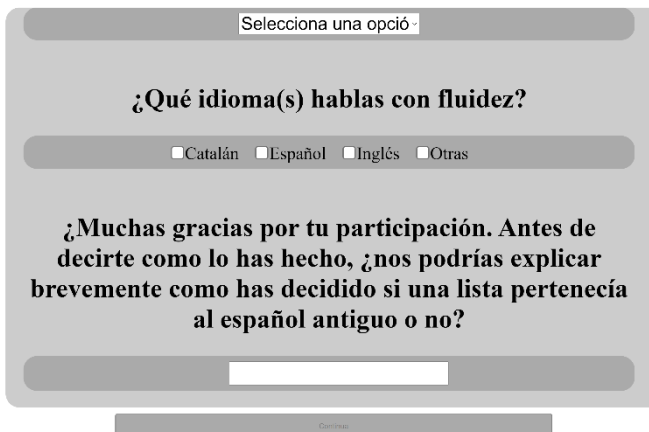 Selecciona una opció
¿Qué idioma(s) hablas con fluidez?
Catalán Español Inglés Otras
¿Muchas gracias por tu participación. Antes de
decirte como lo has hecho, ¿nos podrías explicar
brevemente como has decidido si una lista pertenecía
al español antiguo o no?
Continua